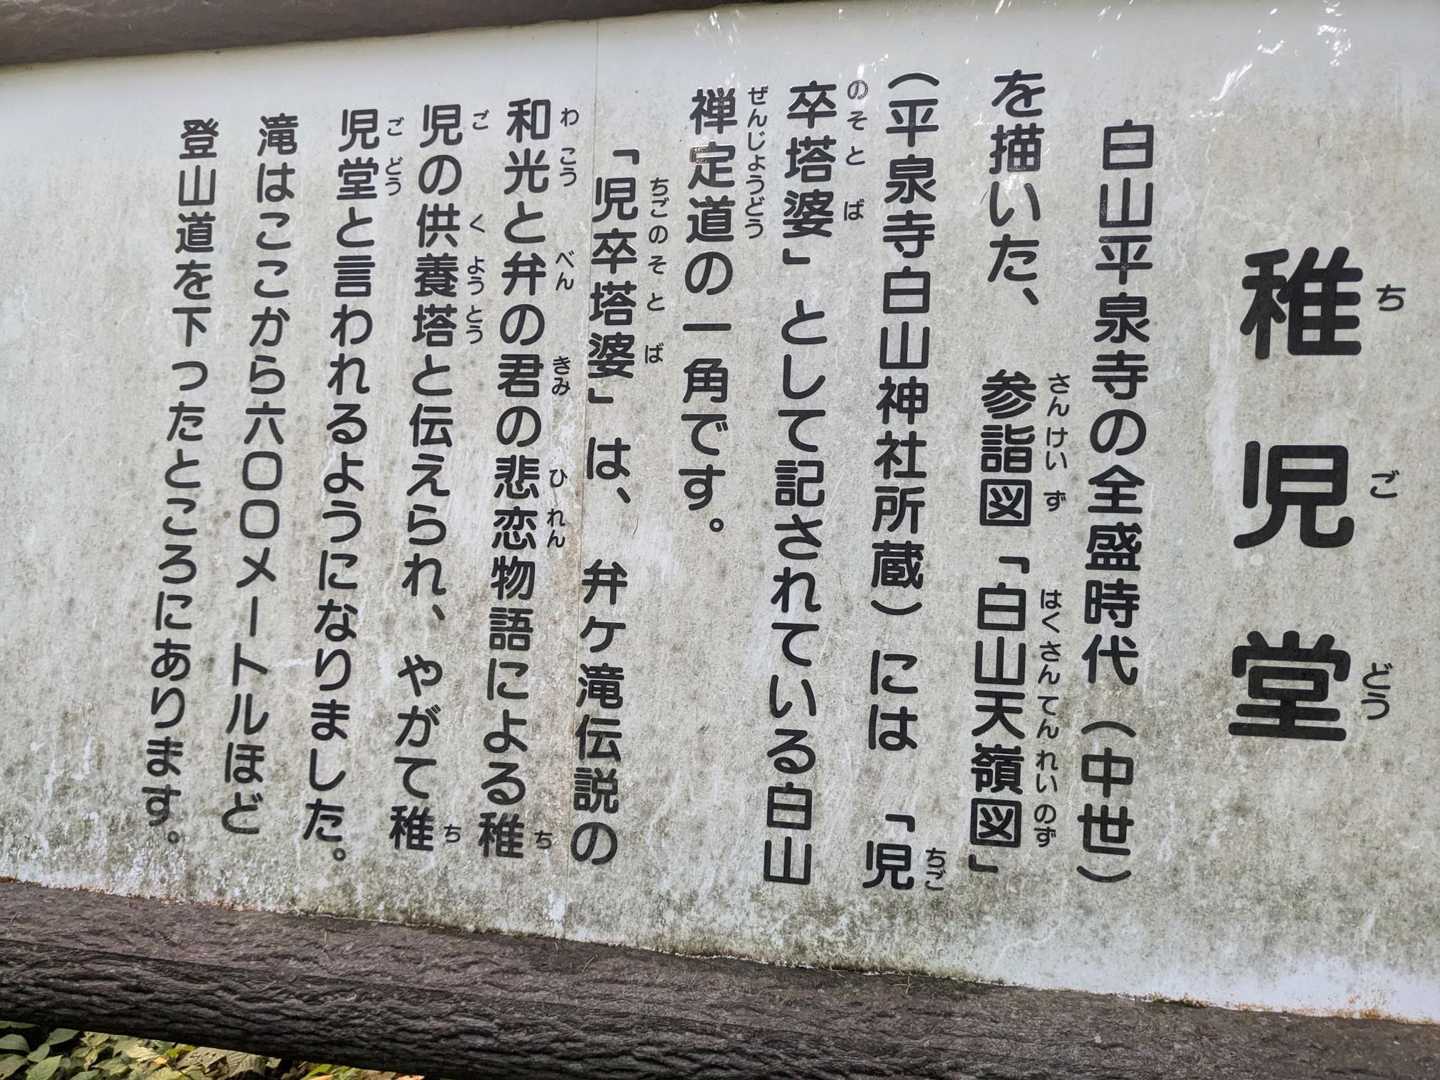 稚児堂
白山平泉寺の全盛時代（中世）
を描いた、参詣図「白山天嶺図」
（平泉寺白山神社所蔵）には「児
卒塔婆」として記されている白山
禅定道の一角です。
「児卒塔婆」は、弁ケ滝伝説の
和光と弁の君の悲恋物語による稚
児の供養塔と伝えられ、やがて稚
児堂と言われるようになりました。
滝はここから六〇〇メートルほど
登山道を下ったところにあります。